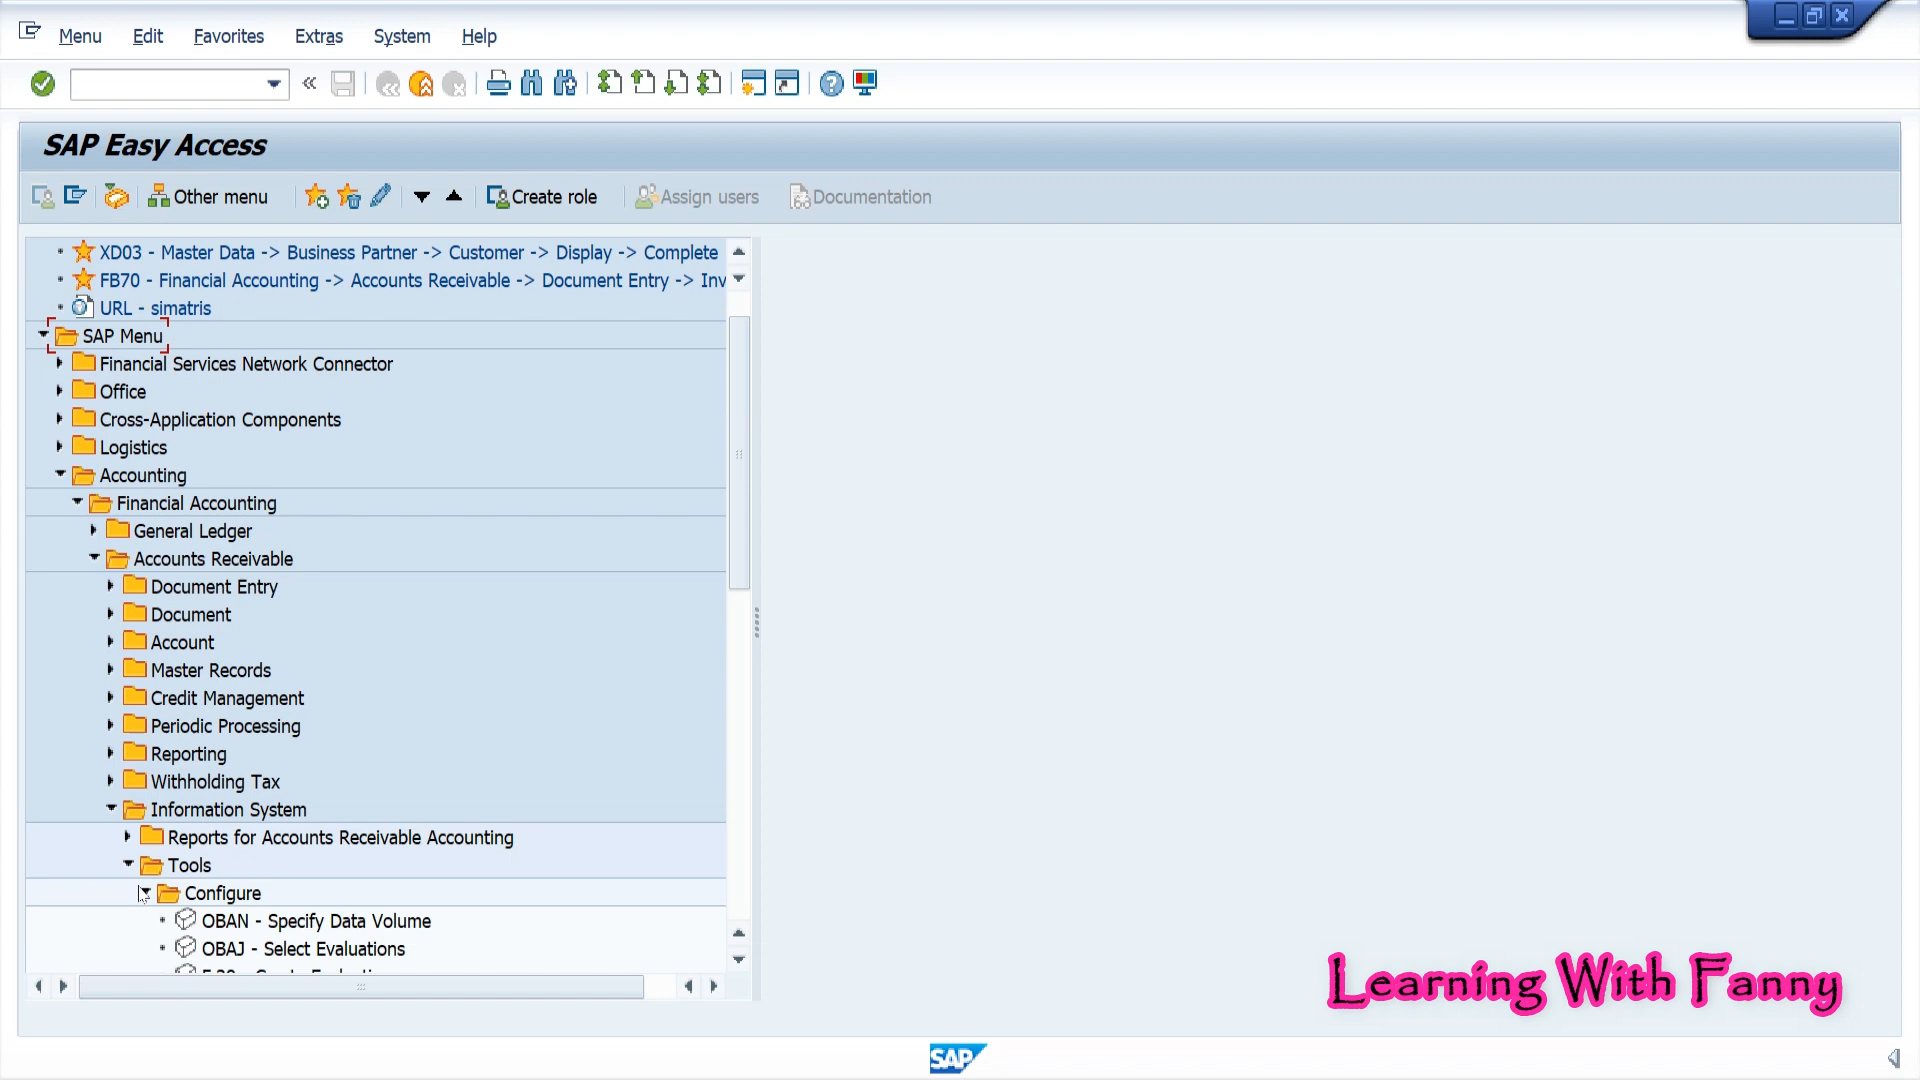 Menu Edit Favorites Extras System Help
SAP Easy Access
Other menu Create role Assign users Documentation
XD03 - Master Data -> Business Partner -> Customer -> Display -> Complete
FB70 - Financial Accounting -> Accounts Receivable -> Document Entry -> Inv
URL - simatris
SAP Menu
Financial Services Network Connector
Office
Cross-Application Components
Logistics
Accounting
Financial Accounting
General Ledger
Accounts Receivable
Document Entry
Document
Account
Master Records
Credit Management
Periodic Processing
Reporting
Withholding Tax
Information System
Reports for Accounts Receivable Accounting
Tools
Configure
OBAN - Specify Data Volume
OBAJ - Select Evaluations
Learning With Fanny
SAP